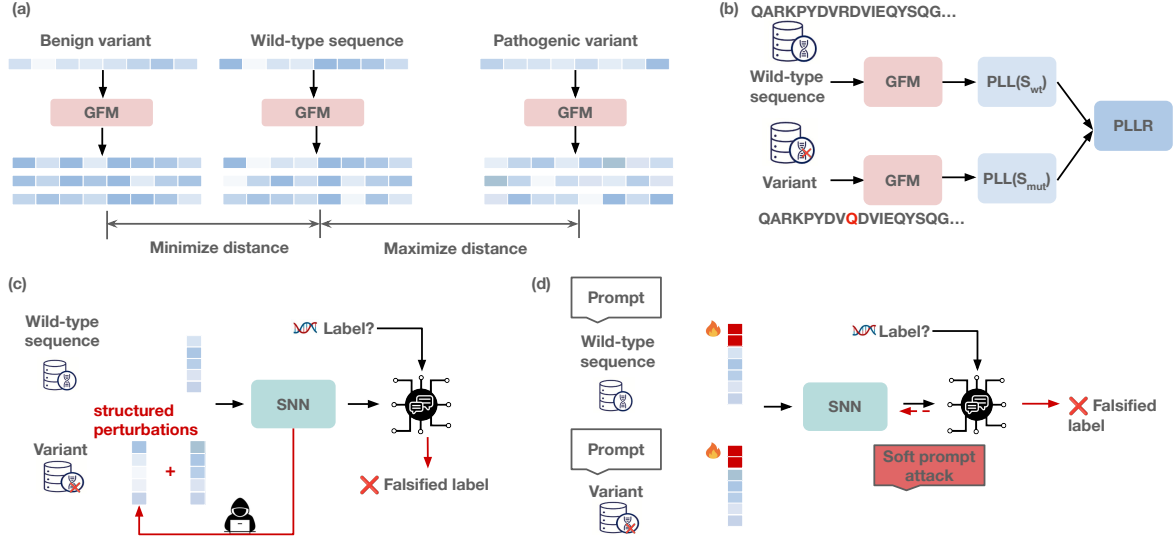 (a)
Benign variant
Wild-type sequence
Pathogenic variant
GFM
GFM
GFM
Minimize distance
Maximize distance
(b)
QARKPYDVRDVIEQYSQG...
Wild-type
sequence
GFM
PLL(Swt)
PLLR
Variant
GFM
PLL(Smut)
QARKPYDVQDVIEQYSQG...
(c)
Wild-type
sequence
Label?
SNN
structured
perturbations
Variant
+
Falsified label
(d)
Prompt
Wild-type
sequence
Label?
SNN
Falsified
label
Prompt
Soft prompt
attack
Variant